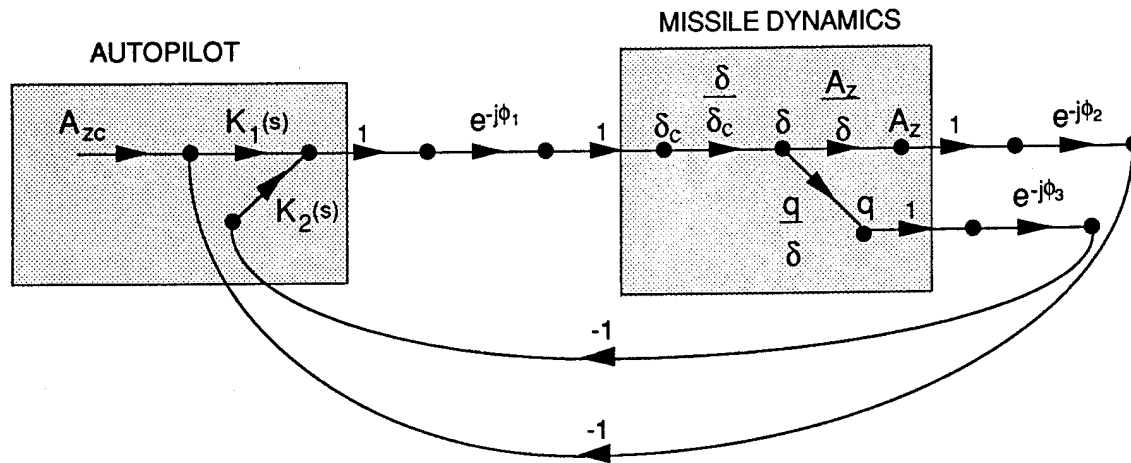 MISSILE DYNAMICS
AUTOPILOT
A_zc
K_1(s)
K_2(s)
1
e^{-jϕ_1}
1
δ_c
δ/δ_c
δ
A_z/δ
A_z
1
e^{-jϕ_2}
q/δ
q
1
e^{-jϕ_3}
-1
-1